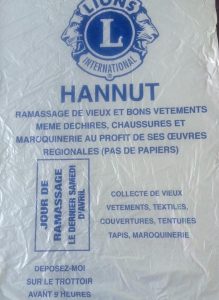 LIONS
L
INTERNATIONAL
HANNUT
RAMASSAGE DE VIEUX ET BONS VETEMENTS
MEME DECHIRES, CHAUSSURES ET
MAROQUINERIE AU PROFIT DE SES ŒUVRES
REGIONALES (PAS DE PAPIERS)
JOUR DE
RAMASSAGE
LE DERNIER SAMEDI
D'AVRIL
COLLECTE DE VIEUX
VETEMENTS, TEXTILES,
COUVERTURES, TENTURES
TAPIS, MAROQUINERIE
DEPOSEZ-MOI
SUR LE TROTTOIR
AVANT 9 HEURES